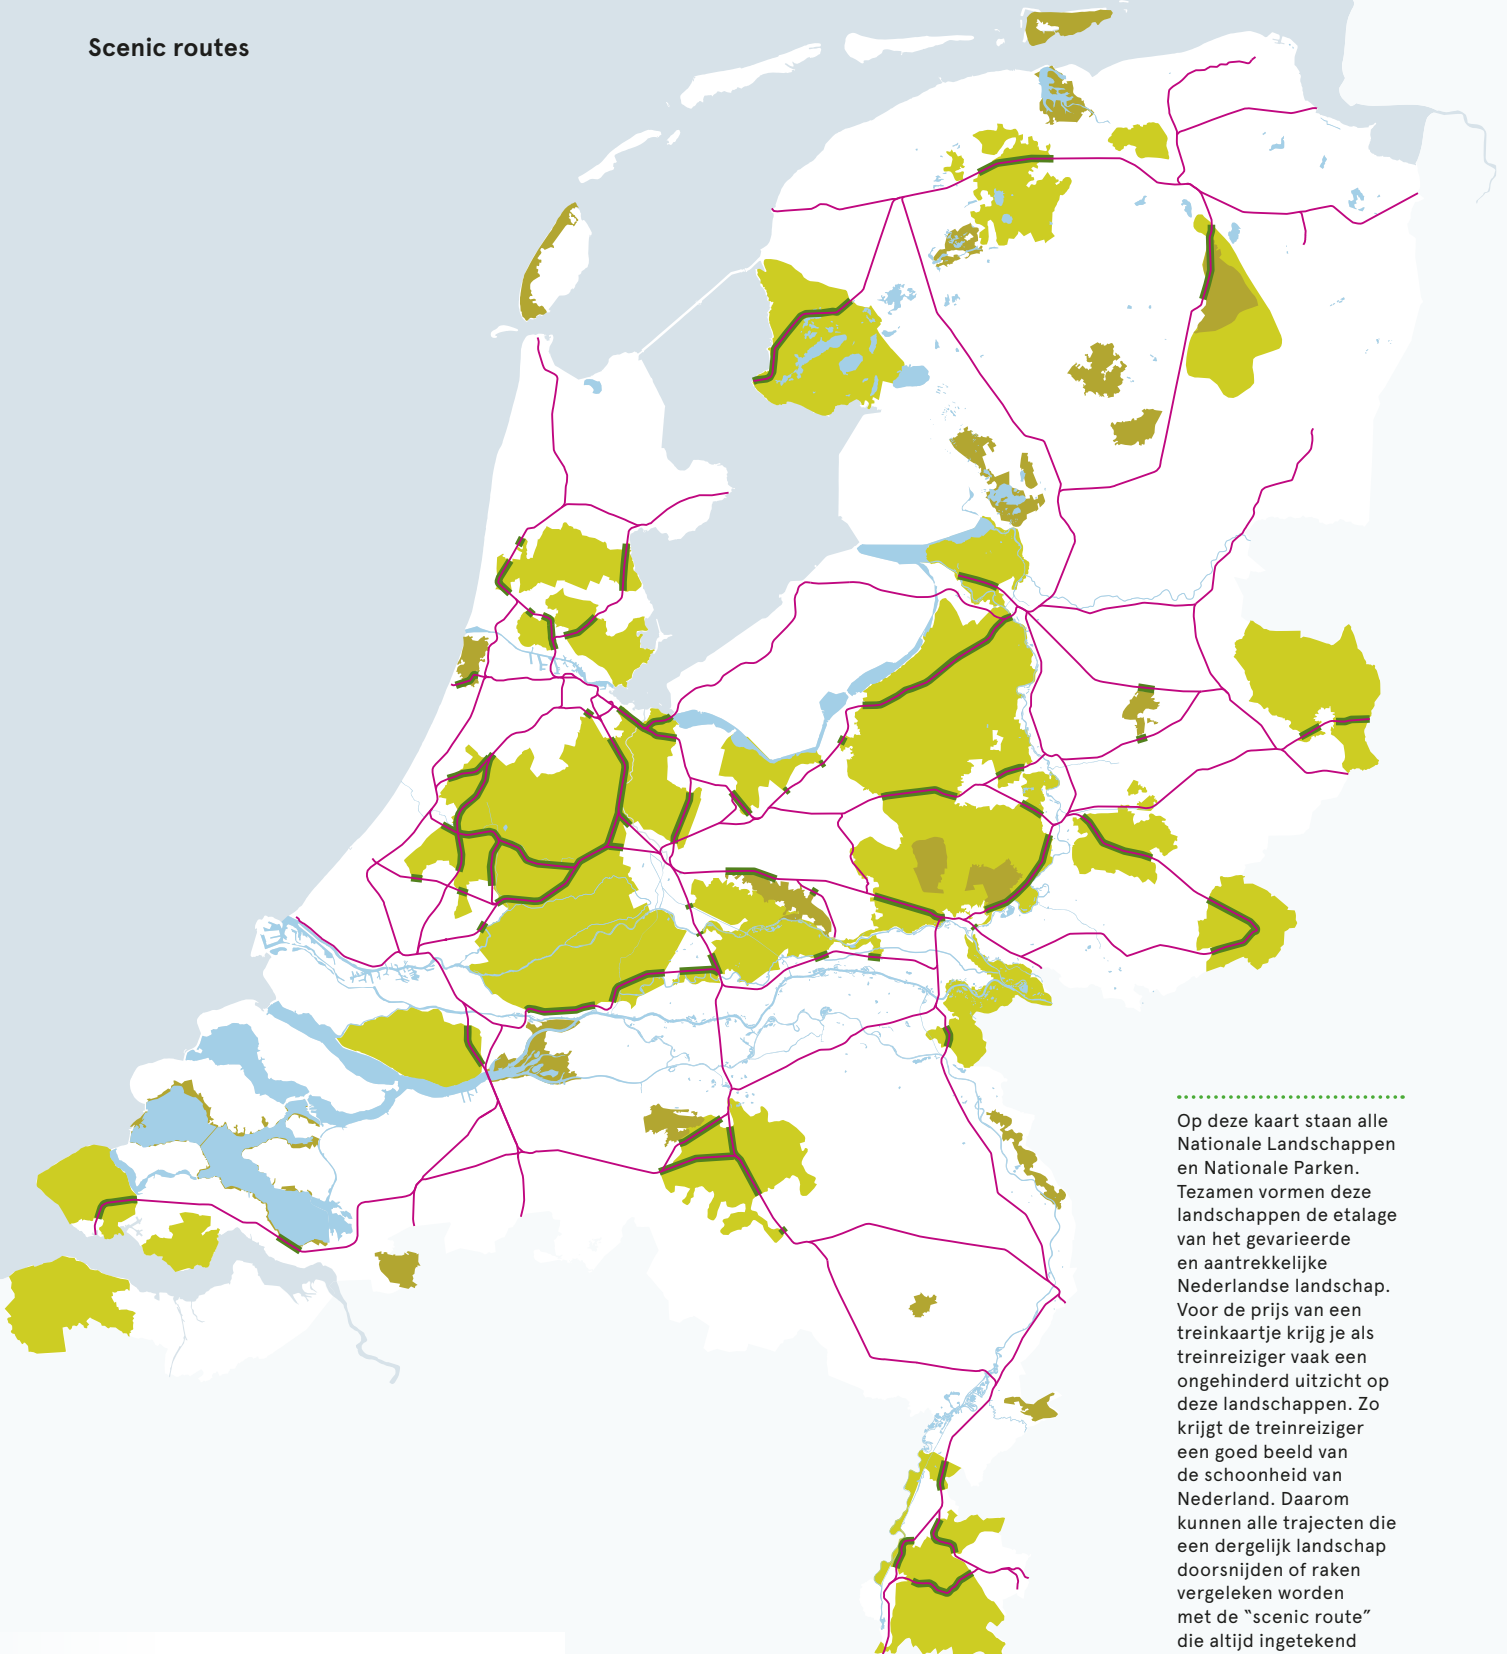 Scenic routes
Op deze kaart staan alle
Nationale Landschappen
en Nationale Parken.
Tezamen vormen deze
landschappen de etalage
van het gevarieerde
en aantrekkelijke
Nederlandse landschap.
Voor de prijs van een
treinkaartje krijg je als
treinreiziger vaak een
ongehinderd uitzicht op
deze landschappen. Zo
krijgt de treinreiziger
een goed beeld van
de schoonheid van
Nederland. Daarom
kunnen alle trajecten die
een dergelijk landschap
doorsnijden of raken
vergeleken worden
met de “scenic route”
die altijd ingetekend